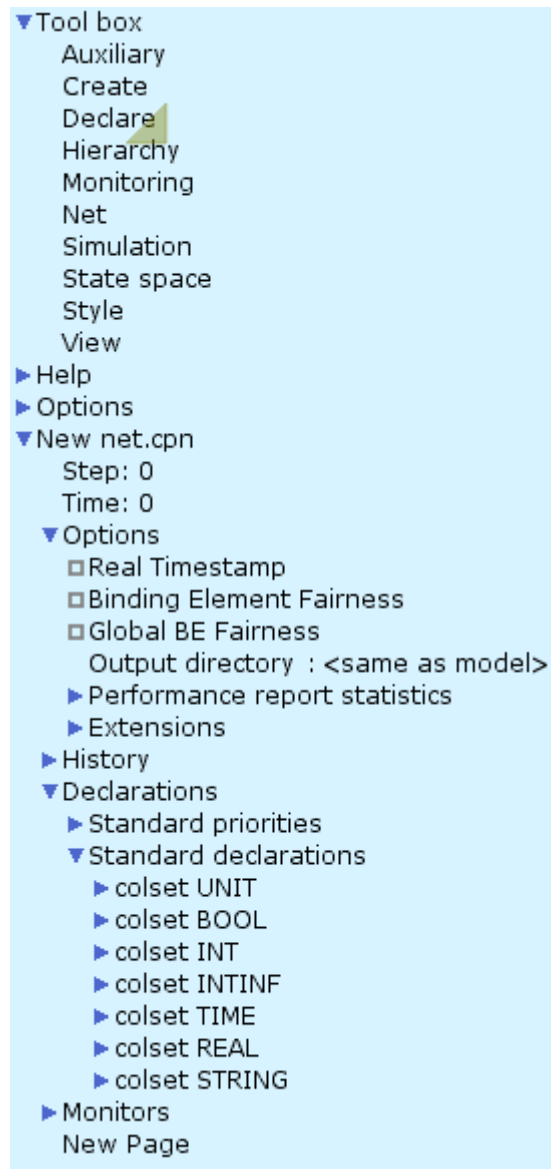 Tool box
Auxiliary
Create
Declare
Hierarchy
Monitoring
Net
Simulation
State space
Style
View
Help
Options
New net.cpn
Step: 0
Time: 0
Options
Real Timestamp
Binding Element Fairness
Global BE Fairness
Output directory : <same as model>
Performance report statistics
Extensions
History
Declarations
Standard priorities
Standard declarations
colset UNIT
colset BOOL
colset INT
colset INTINF
colset TIME
colset REAL
colset STRING
Monitors
New Page